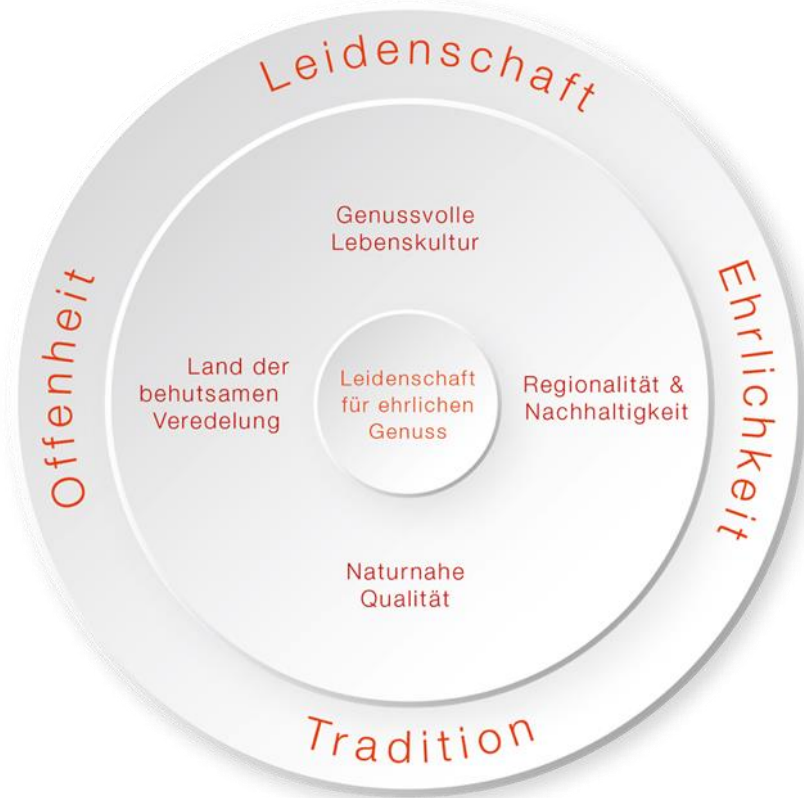 Leidenschaft
Genussvolle
Lebenskultur
Offenheit
Land der
behutsamen
Veredelung
Leidenschaft
für ehrlichen
Genuss
Regionalität &
Nachhaltigkeit
Ehrlichkeit
Naturnahe
Qualität
Tradition